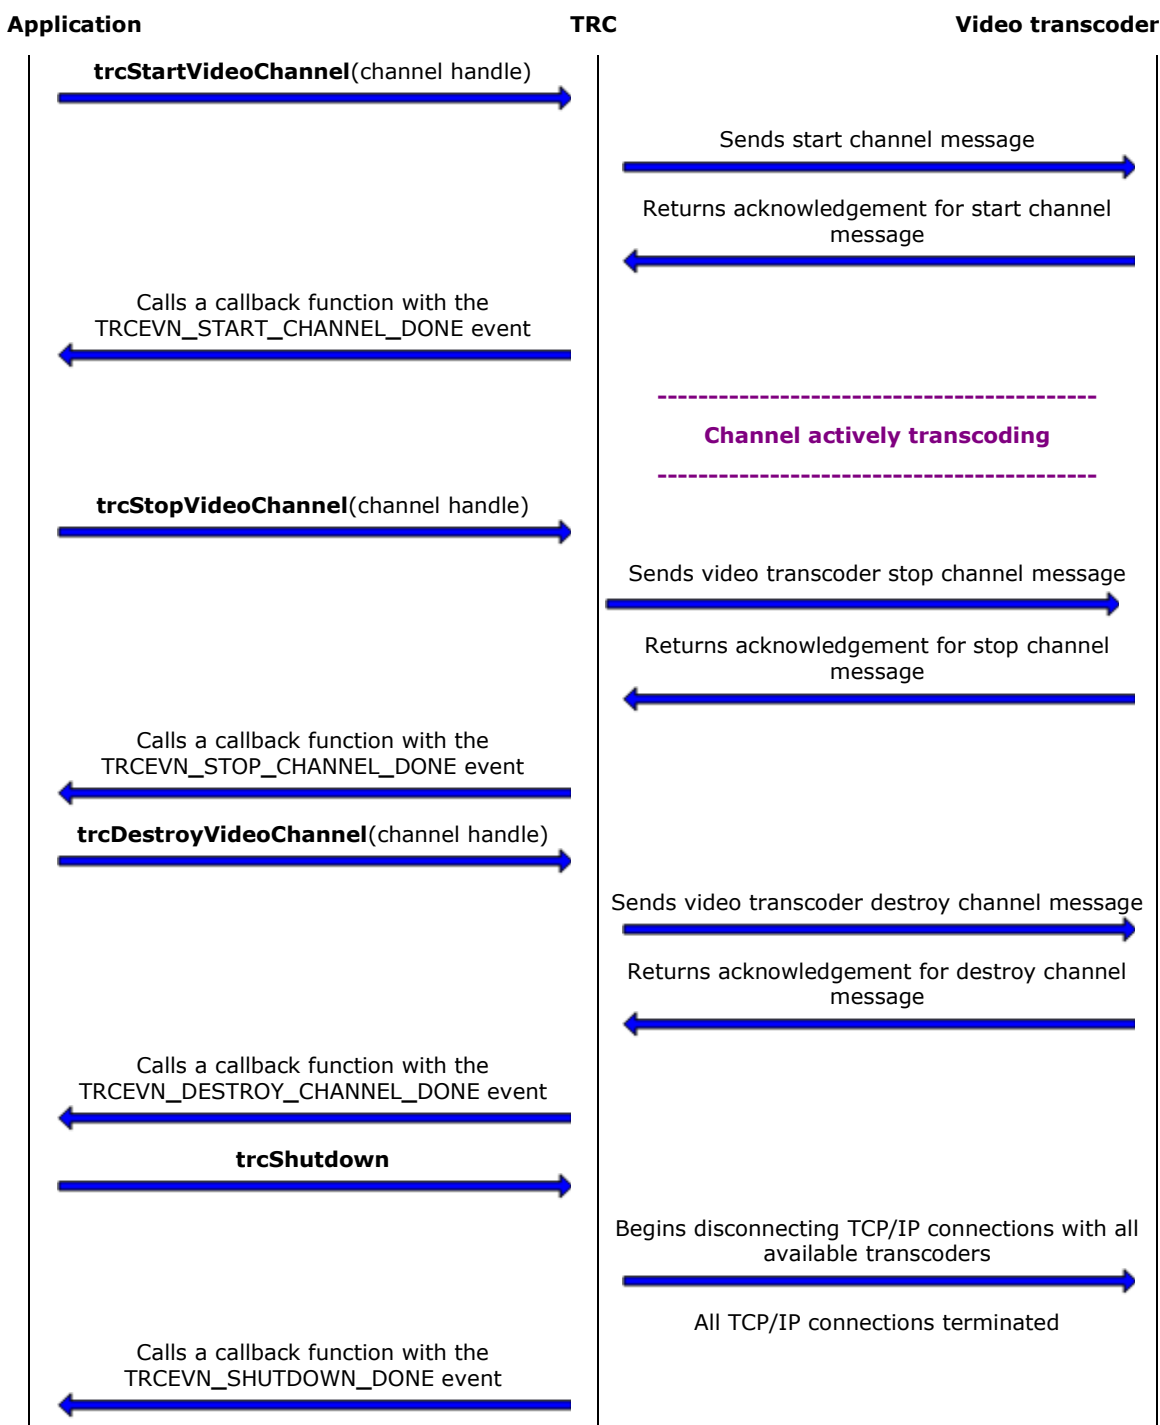 Application TRC Video transcoder
trcStartVideoChannel(channel handle)
Sends start channel message
Returns acknowledgement for start channel
message
Calls a callback function with the
TRCEVN_START_CHANNEL_DONE event
--------------------------------------------
Channel actively transcoding
--------------------------------------------
trcStopVideoChannel(channel handle)
Sends video transcoder stop channel message
Returns acknowledgement for stop channel
message
Calls a callback function with the
TRCEVN_STOP_CHANNEL_DONE event
trcDestroyVideoChannel(channel handle)
Sends video transcoder destroy channel message
Returns acknowledgement for destroy channel
message
Calls a callback function with the
TRCEVN_DESTROY_CHANNEL_DONE event
trcShutdown
Begins disconnecting TCP/IP connections with all
available transcoders
All TCP/IP connections terminated
Calls a callback function with the
TRCEVN_SHUTDOWN_DONE event